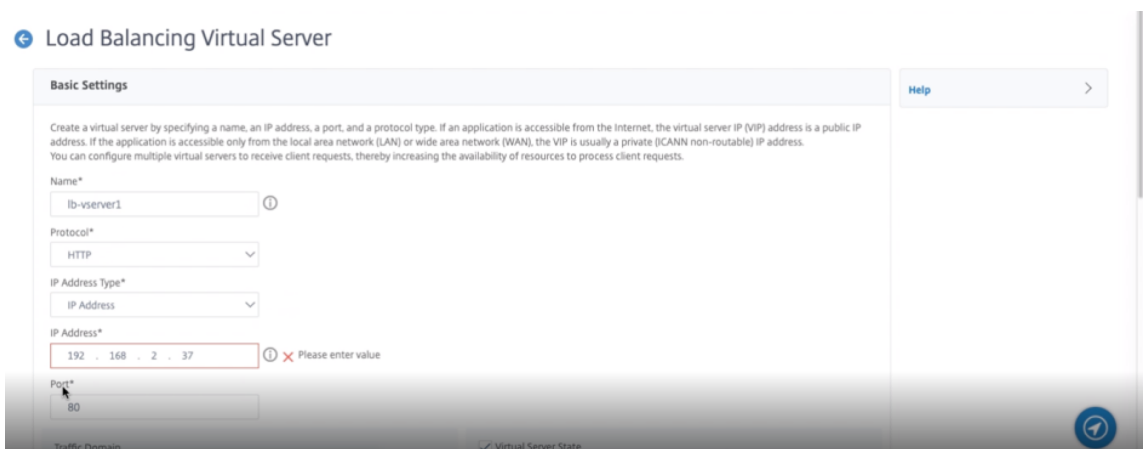 Load Balancing Virtual Server
Basic Settings
Help
Create a virtual server by specifying a name, an IP address, a port, and a protocol type. If an application is accessible from the Internet, the virtual server IP (VIP) address is a public IP
address. If the application is accessible only from the local area network (LAN) or wide area network (WAN), the VIP is usually a private (ICANN non-routable) IP address.
You can configure multiple virtual servers to receive client requests, thereby increasing the availability of resources to process client requests.
Name*
lb-vserver1
Protocol*
HTTP
IP Address Type*
IP Address
IP Address*
192 . 168 . 2 . 37
Please enter value
Port*
80
Traffic Domain
Virtual Server State